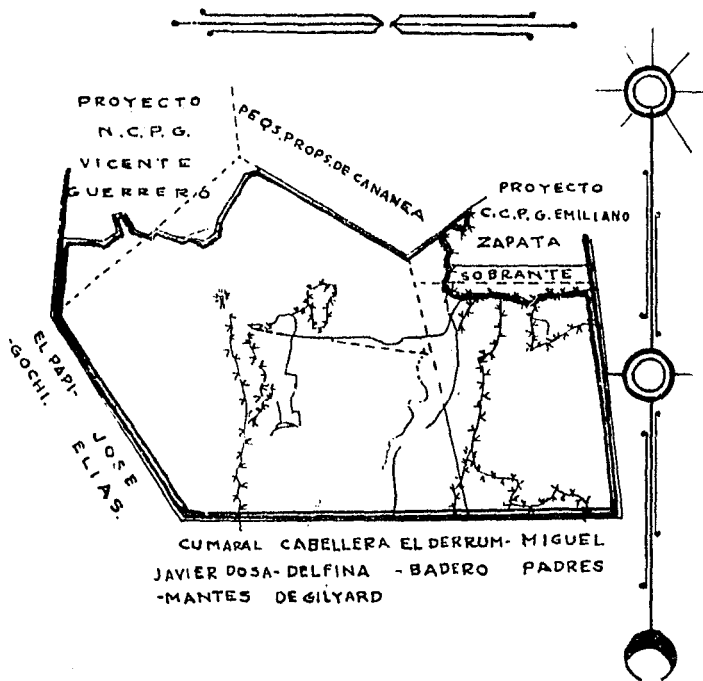 PROYECTO
N.C.P.G.
VICENTE
GUERRERO
PEQS. PROPS. DE CANANEA
PROYECTO
C.C.P.G. EMILIANO
ZAPATA
SOBRANTE
EL PAPI-
-GOCHI.
JOSE
ELIAS.
CUMARAL CABELLERA EL DERRUM- MIGUEL
JAVIER DOSA- DELFINA -BADERO PADRES
-MANTES DE GILYARD